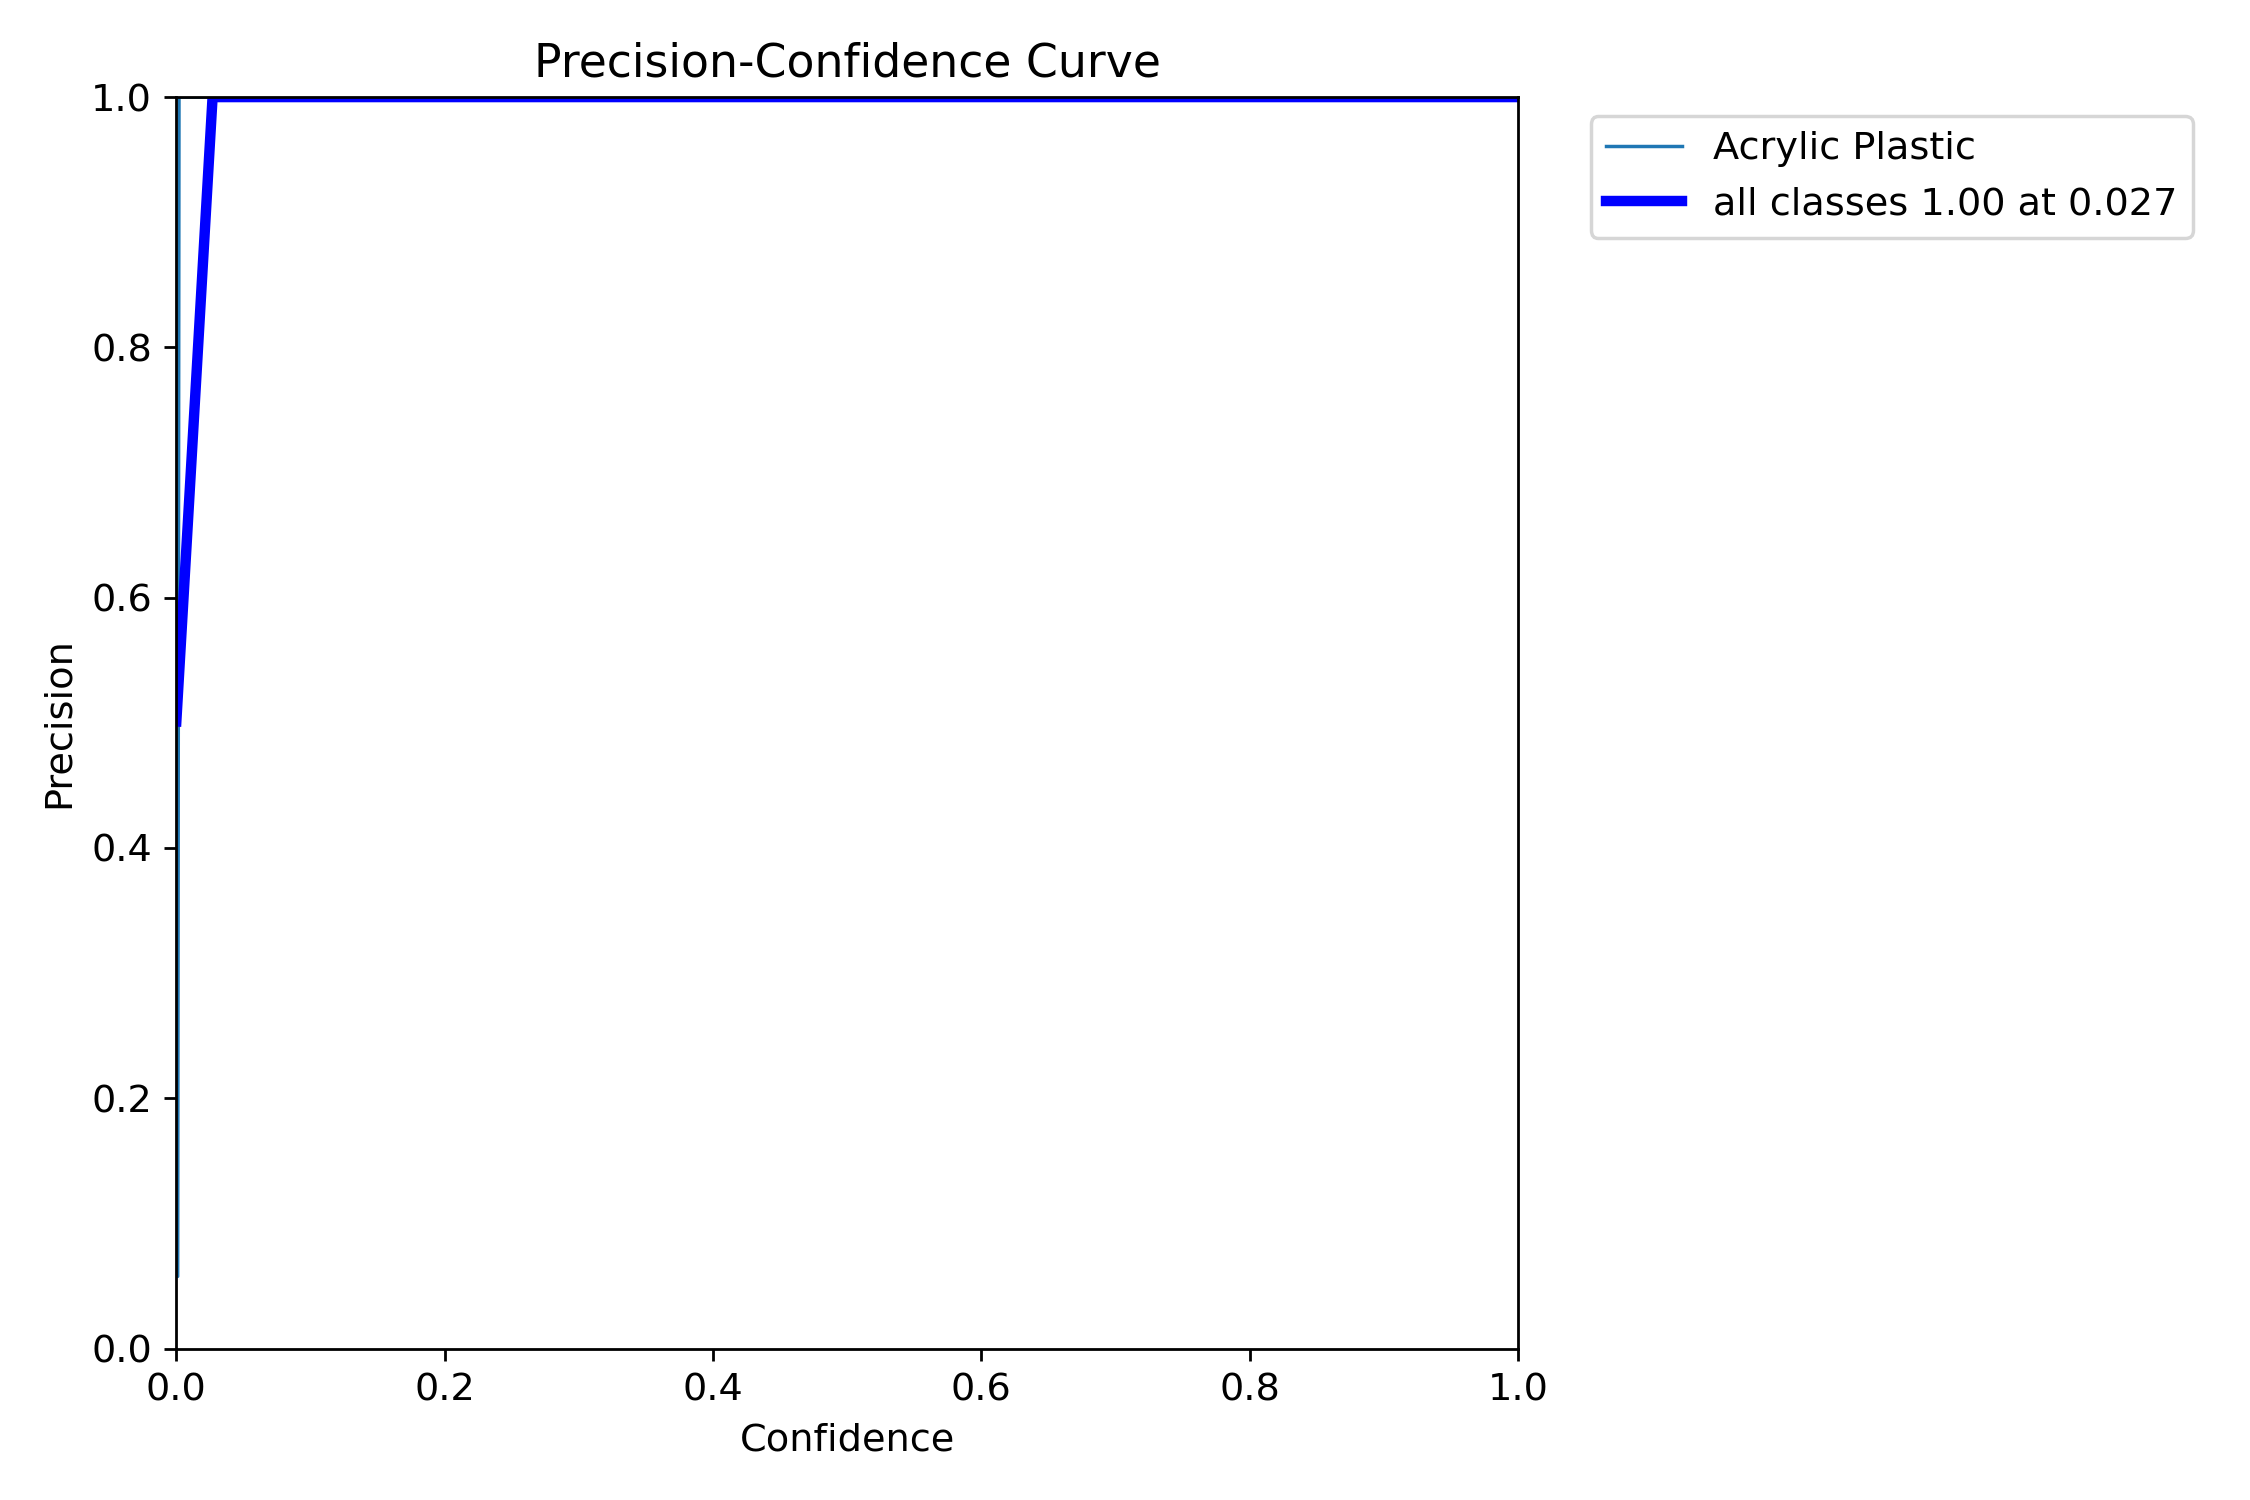 Precision-Confidence Curve
1.0
0.8
0.6
0.4
0.2
0.0
Precision
0.0 0.2 0.4 0.6 0.8 1.0
Confidence
Acrylic Plastic
all classes 1.00 at 0.027